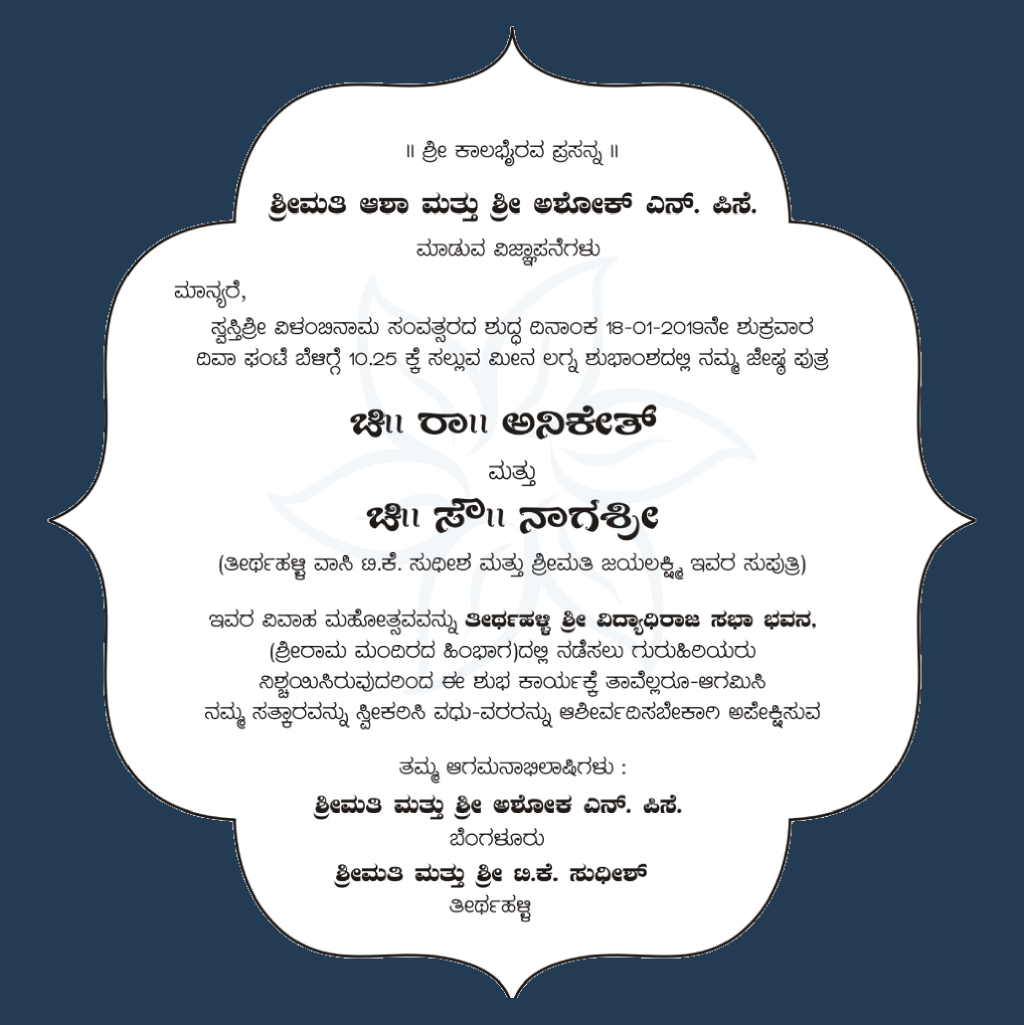 ॥ ಶ್ರೀ ಕಾಲಭೈರವ ಪ್ರಸನ್ನ ॥
ಶ್ರೀಮತಿ ಆಶಾ ಮತ್ತು ಶ್ರೀ ಅಶೋಕ್ ಎನ್. ಪಿಸೆ.
ಮಾಡುವ ವಿಜ್ಞಾಪನೆಗಳು
ಮಾನ್ಯರೆ,
ಸ್ವಸ್ತಿಶ್ರೀ ವಿಳಂಬಿನಾಮ ಸಂವತ್ಸರದ ಶುದ್ಧ ದಿನಾಂಕ 18-01-2019ನೇ ಶುಕ್ರವಾರ
ದಿವಾ ಘಂಟೆ ಬೆಳಿಗ್ಗೆ 10.25 ಕ್ಕೆ ಸಲ್ಲುವ ಮೀನ ಲಗ್ನ ಶುಭಾಂಶದಲ್ಲಿ ನಮ್ಮ ಜೇಷ್ಠ ಪುತ್ರ
ಚಿ॥ ರಾ॥ ಅನಿಕೇತ್
ಮತ್ತು
ಚಿ॥ ಸೌ॥ ನಾಗಶ್ರೀ
(ತೀರ್ಥಹಳ್ಳಿ ವಾಸಿ ಟಿ.ಕೆ. ಸುಧೀಶ ಮತ್ತು ಶ್ರೀಮತಿ ಜಯಲಕ್ಷ್ಮಿ ಇವರ ಸುಪುತ್ರಿ)
ಇವರ ವಿವಾಹ ಮಹೋತ್ಸವವನ್ನು ತೀರ್ಥಹಳ್ಳಿ ಶ್ರೀ ವಿದ್ಯಾಧಿರಾಜ ಸಭಾ ಭವನ,
(ಶ್ರೀರಾಮ ಮಂದಿರದ ಹಿಂಭಾಗ)ದಲ್ಲಿ ನಡೆಸಲು ಗುರುಹಿರಿಯರು
ನಿಶ್ಚಯಿಸಿರುವುದರಿಂದ ಈ ಶುಭ ಕಾರ್ಯಕ್ಕೆ ತಾವೆಲ್ಲರೂ-ಆಗಮಿಸಿ
ನಮ್ಮ ಸತ್ಕಾರವನ್ನು ಸ್ವೀಕರಿಸಿ ವಧು-ವರರನ್ನು ಆಶೀರ್ವದಿಸಬೇಕಾಗಿ ಅಪೇಕ್ಷಿಸುವ
ತಮ್ಮ ಆಗಮನಾಭಿಲಾಷಿಗಳು :
ಶ್ರೀಮತಿ ಮತ್ತು ಶ್ರೀ ಅಶೋಕ ಎನ್. ಪಿಸೆ.
ಬೆಂಗಳೂರು
ಶ್ರೀಮತಿ ಮತ್ತು ಶ್ರೀ ಟಿ.ಕೆ. ಸುಧೀಶ್
ತೀರ್ಥಹಳ್ಳಿ